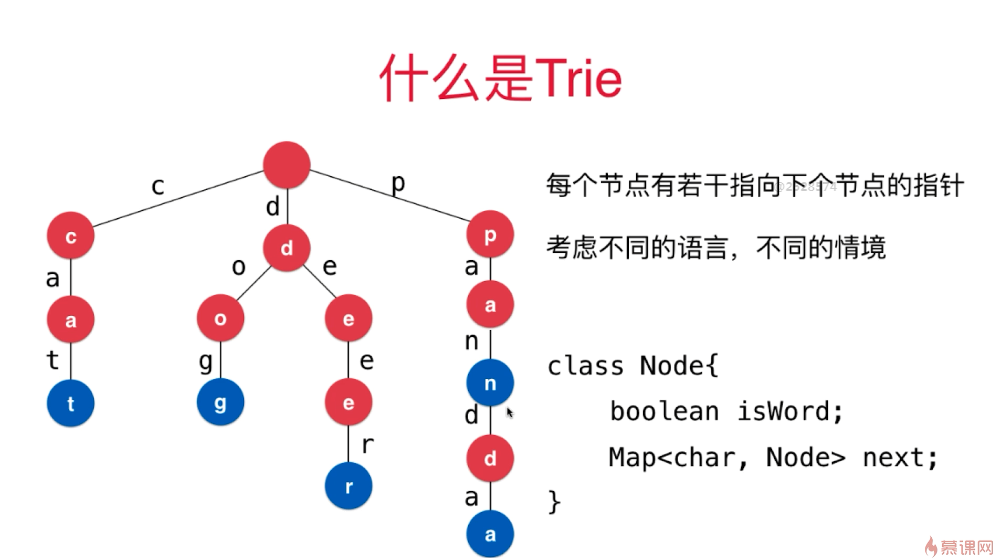 什么是Trie
c
d
p
c
d
p
a
o
e
a
a
o
e
a
t
g
e
n
t
g
e
n
r
d
r
d
a
a
每个节点有若干指向下个节点的指针
考虑不同的语言，不同的情境
class Node{
boolean isWord;
Map<char, Node> next;
}
慕课网